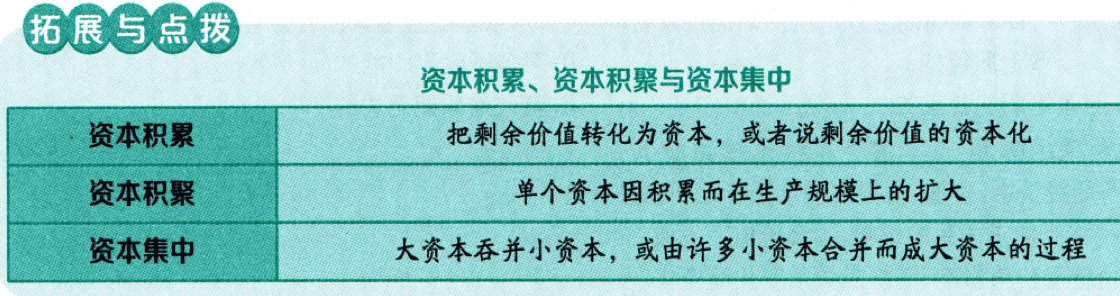 拓展与点拨
资本积累、资本积聚与资本集中
资本积累 把剩余价值转化为资本，或者说剩余价值的资本化
资本积聚 单个资本因积累而在生产规模上的扩大
资本集中 大资本吞并小资本，或由许多小资本合并而成大资本的过程